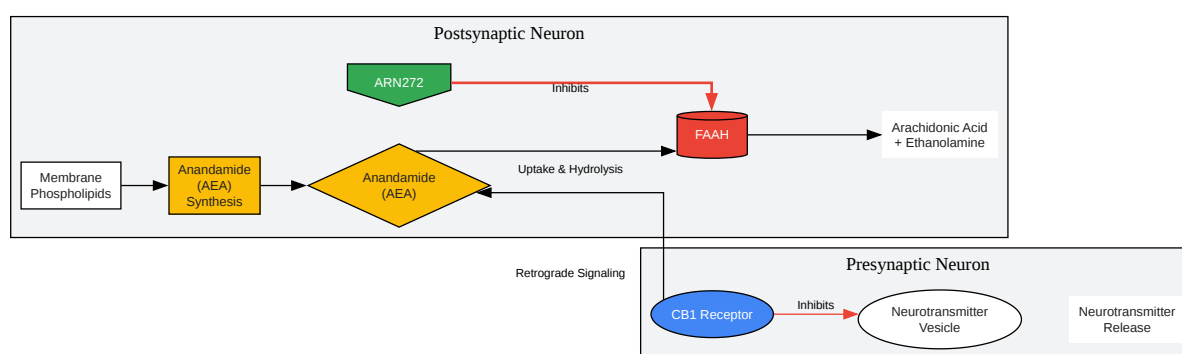 Postsynaptic Neuron
ARN272
Inhibits
FAAH
Arachidonic Acid
+ Ethanolamine
Uptake & Hydrolysis
Membrane
Phospholipids
Anandamide
(AEA)
Synthesis
Anandamide
(AEA)
Retrograde Signaling
Presynaptic Neuron
CB1 Receptor
Inhibits
Neurotransmitter
Vesicle
Neurotransmitter
Release